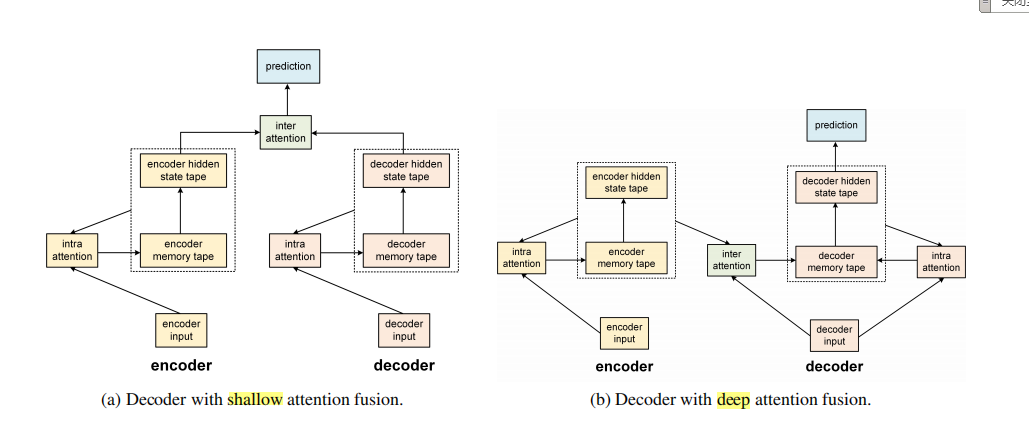 关闭
prediction
inter
attention
encoder hidden
state tape
decoder hidden
state tape
intra
attention
encoder
memory tape
intra
attention
decoder
memory tape
encoder
input
decoder
input
encoder
decoder
(a) Decoder with shallow attention fusion.
prediction
encoder hidden
state tape
decoder hidden
state tape
intra
attention
encoder
memory tape
inter
attention
decoder
memory tape
intra
attention
encoder
input
decoder
input
encoder
decoder
(b) Decoder with deep attention fusion.